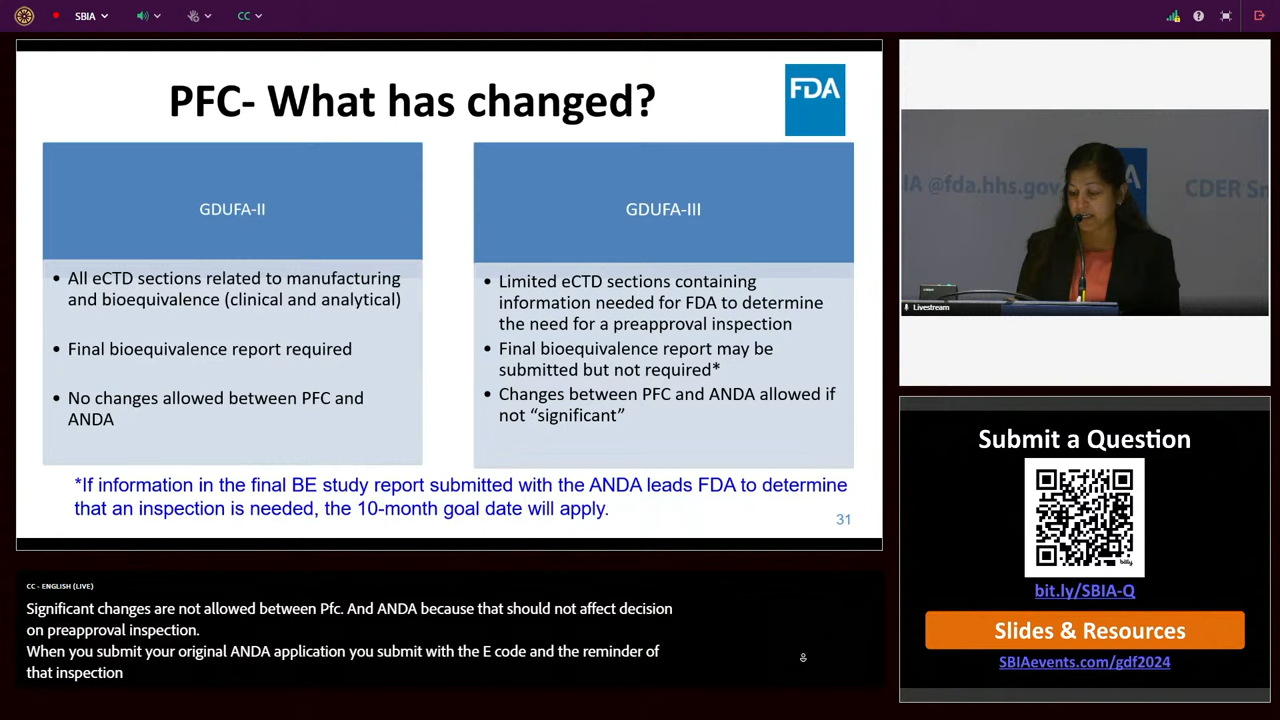 SBIA
CC
PFC- What has changed?
FDA
GDUFA-II
• All eCTD sections related to manufacturing
and bioequivalence (clinical and analytical)
• Final bioequivalence report required
• No changes allowed between PFC and
ANDA
GDUFA-III
• Limited eCTD sections containing
information needed for FDA to determine
the need for a preapproval inspection
• Final bioequivalence report may be
submitted but not required*
• Changes between PFC and ANDA allowed if
not “significant”
*If information in the final BE study report submitted with the ANDA leads FDA to determine
that an inspection is needed, the 10-month goal date will apply.
31
CC - ENGLISH (LIVE)
Significant changes are not allowed between Pfc. And ANDA because that should not affect decision
on preapproval inspection.
When you submit your original ANDA application you submit with the E code and the reminder of
that inspection
IA @fda.hhs.gov
CDER Sm
Livestream
Submit a Question
bitly
bit.ly/SBIA-Q
Slides & Resources
SBIAevents.com/gdf2024